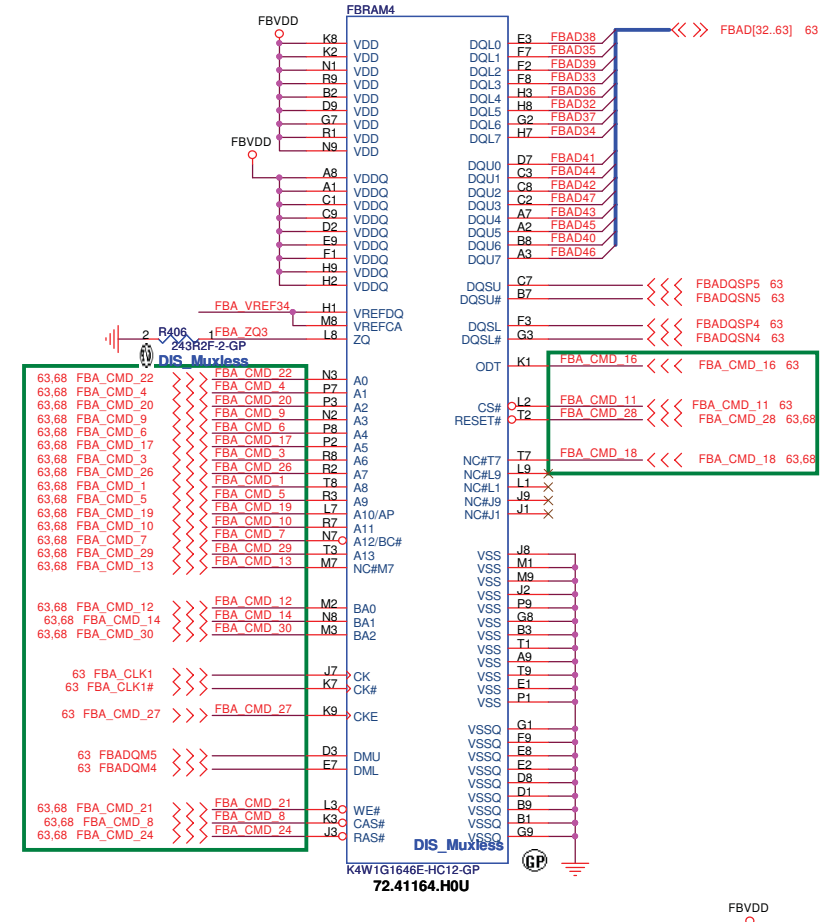 FBRAM4
FBVDD
K8 VDD DQL0 E3 FBAD38 FBAD[32..63] 63
K2 VDD DQL1 F7 FBAD35
N1 VDD DQL2 F2 FBAD39
R9 VDD DQL3 F8 FBAD33
B2 VDD DQL4 H3 FBAD36
D9 VDD DQL5 H8 FBAD32
G7 VDD DQL6 G2 FBAD37
R1 VDD DQL7 H7 FBAD34
FBVDD N9 VDD
DQU0 D7 FBAD41
A8 VDDQ DQU1 C3 FBAD44
A1 VDDQ DQU2 C8 FBAD42
C1 VDDQ DQU3 C2 FBAD47
C9 VDDQ DQU4 A7 FBAD43
D2 VDDQ DQU5 A2 FBAD45
E9 VDDQ DQU6 B8 FBAD40
F1 VDDQ DQU7 A3 FBAD46
H9 VDDQ
H2 VDDQ DQSU C7 FBADQSP5 63
DQSU# B7 FBADQSN5 63
FBA_VREF34 H1 VREFDQ
M8 VREFCA DQSL F3 FBADQSP4 63
2 R406 1 FBA_ZQ3 L8 ZQ DQSL# G3 FBADQSN4 63
243R2F-2-GP
DIS_Muxless ODT K1 FBA_CMD_16 FBA_CMD_16 63
63,68 FBA_CMD_22 FBA_CMD_22 N3 A0
63,68 FBA_CMD_4 FBA_CMD_4 P7 A1
63,68 FBA_CMD_20 FBA_CMD_20 P3 A2 CS# L2 FBA_CMD_11 FBA_CMD_11 63
63,68 FBA_CMD_9 FBA_CMD_9 N2 A3 RESET# T2 FBA_CMD_28 FBA_CMD_28 63,68
63,68 FBA_CMD_6 FBA_CMD_6 P8 A4
63,68 FBA_CMD_17 FBA_CMD_17 P2 A5
63,68 FBA_CMD_3 FBA_CMD_3 R8 A6 NC#T7 T7 FBA_CMD_18 FBA_CMD_18 63,68
63,68 FBA_CMD_26 FBA_CMD_26 R2 A7 NC#L9 L9
63,68 FBA_CMD_1 FBA_CMD_1 T8 A8 NC#L1 L1
63,68 FBA_CMD_5 FBA_CMD_5 R3 A9 NC#J9 J9
63,68 FBA_CMD_19 FBA_CMD_19 L7 A10/AP NC#J1 J1
63,68 FBA_CMD_10 FBA_CMD_10 R7 A11
63,68 FBA_CMD_7 FBA_CMD_7 N7 A12/BC#
63,68 FBA_CMD_29 FBA_CMD_29 T3 A13 VSS J8
63,68 FBA_CMD_13 FBA_CMD_13 M7 NC#M7 VSS M1
VSS M9
VSS J2
63,68 FBA_CMD_12 FBA_CMD_12 M2 BA0 VSS P9
63,68 FBA_CMD_14 FBA_CMD_14 N8 BA1 VSS G8
63,68 FBA_CMD_30 FBA_CMD_30 M3 BA2 VSS B3
VSS T1
VSS A9
63 FBA_CLK1 J7 CK VSS T9
63 FBA_CLK1# K7 CK# VSS E1
VSS P1
63 FBA_CMD_27 FBA_CMD_27 K9 CKE
VSSQ G1
VSSQ F9
63 FBADQM5 D3 DMU VSSQ E8
63 FBADQM4 E7 DML VSSQ E2
VSSQ D8
VSSQ D1
63,68 FBA_CMD_21 FBA_CMD_21 L3 WE# VSSQ B9
63,68 FBA_CMD_8 FBA_CMD_8 K3 CAS# VSSQ B1
63,68 FBA_CMD_24 FBA_CMD_24 J3 RAS# VSSQ G9
DIS_Muxless
GP
K4W1G1646E-HC12-GP
72.41164.H0U
FBVDD